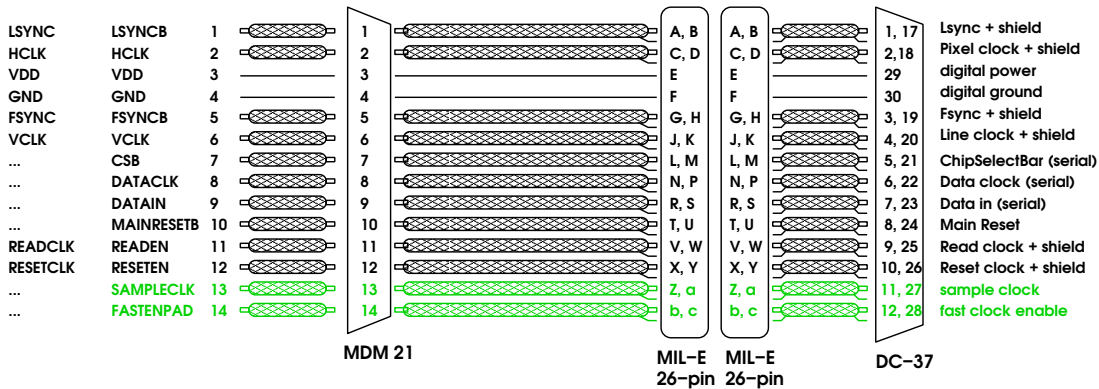 LSYNC LSYNCB 1 1 A, B A, B 1, 17 Lsync + shield
HCLK HCLK 2 2 C, D C, D 2,18 Pixel clock + shield
VDD VDD 3 3 E E 29 digital power
GND GND 4 4 F F 30 digital ground
FSYNC FSYNCB 5 5 G, H G, H 3, 19 Fsync + shield
VCLK VCLK 6 6 J, K J, K 4, 20 Line clock + shield
... CSB 7 7 L, M L, M 5, 21 ChipSelectBar (serial)
... DATACLK 8 8 N, P N, P 6, 22 Data clock (serial)
... DATAIN 9 9 R, S R, S 7, 23 Data in (serial)
... MAINRESETB 10 10 T, U T, U 8, 24 Main Reset
READCLK READEN 11 11 V, W V, W 9, 25 Read clock + shield
RESETCLK RESETEN 12 12 X, Y X, Y 10, 26 Reset clock + shield
... SAMPLECLK 13 13 Z, a Z, a 11, 27 sample clock
... FASTENPAD 14 14 b, c b, c 12, 28 fast clock enable
MDM 21 MIL–E MIL–E DC–37
26–pin 26–pin